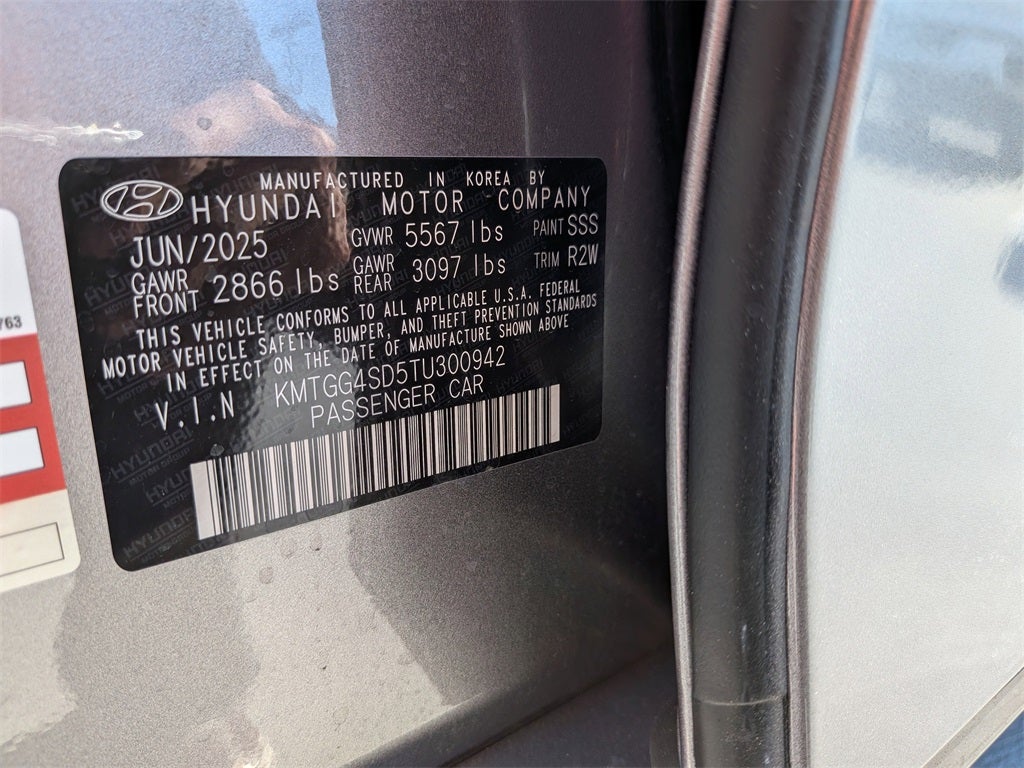 MANUFACTURED IN KOREA BY
HYUNDAI MOTOR COMPANY
JUN/2025 GVWR 5567 lbs PAINT SSS
GAWR FRONT 2866 lbs GAWR REAR 3097 lbs TRIM R2W
THIS VEHICLE CONFORMS TO ALL APPLICABLE U.S.A. FEDERAL
MOTOR VEHICLE SAFETY, BUMPER, AND THEFT PREVENTION STANDARDS
IN EFFECT ON THE DATE OF MANUFACTURE SHOWN ABOVE
V.I.N KMTGG4SD5TU300942
PASSENGER CAR
763